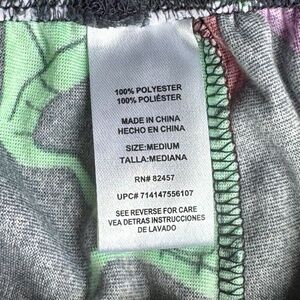 100% POLYESTER
100% POLIÉSTER
MADE IN CHINA
HECHO EN CHINA
SIZE:MEDIUM
TALLA:MEDIANA
RN# 82457
UPC# 714147556107
SEE REVERSE FOR CARE
VEA DETRAS INSTRUCCIONES
DE LAVADO